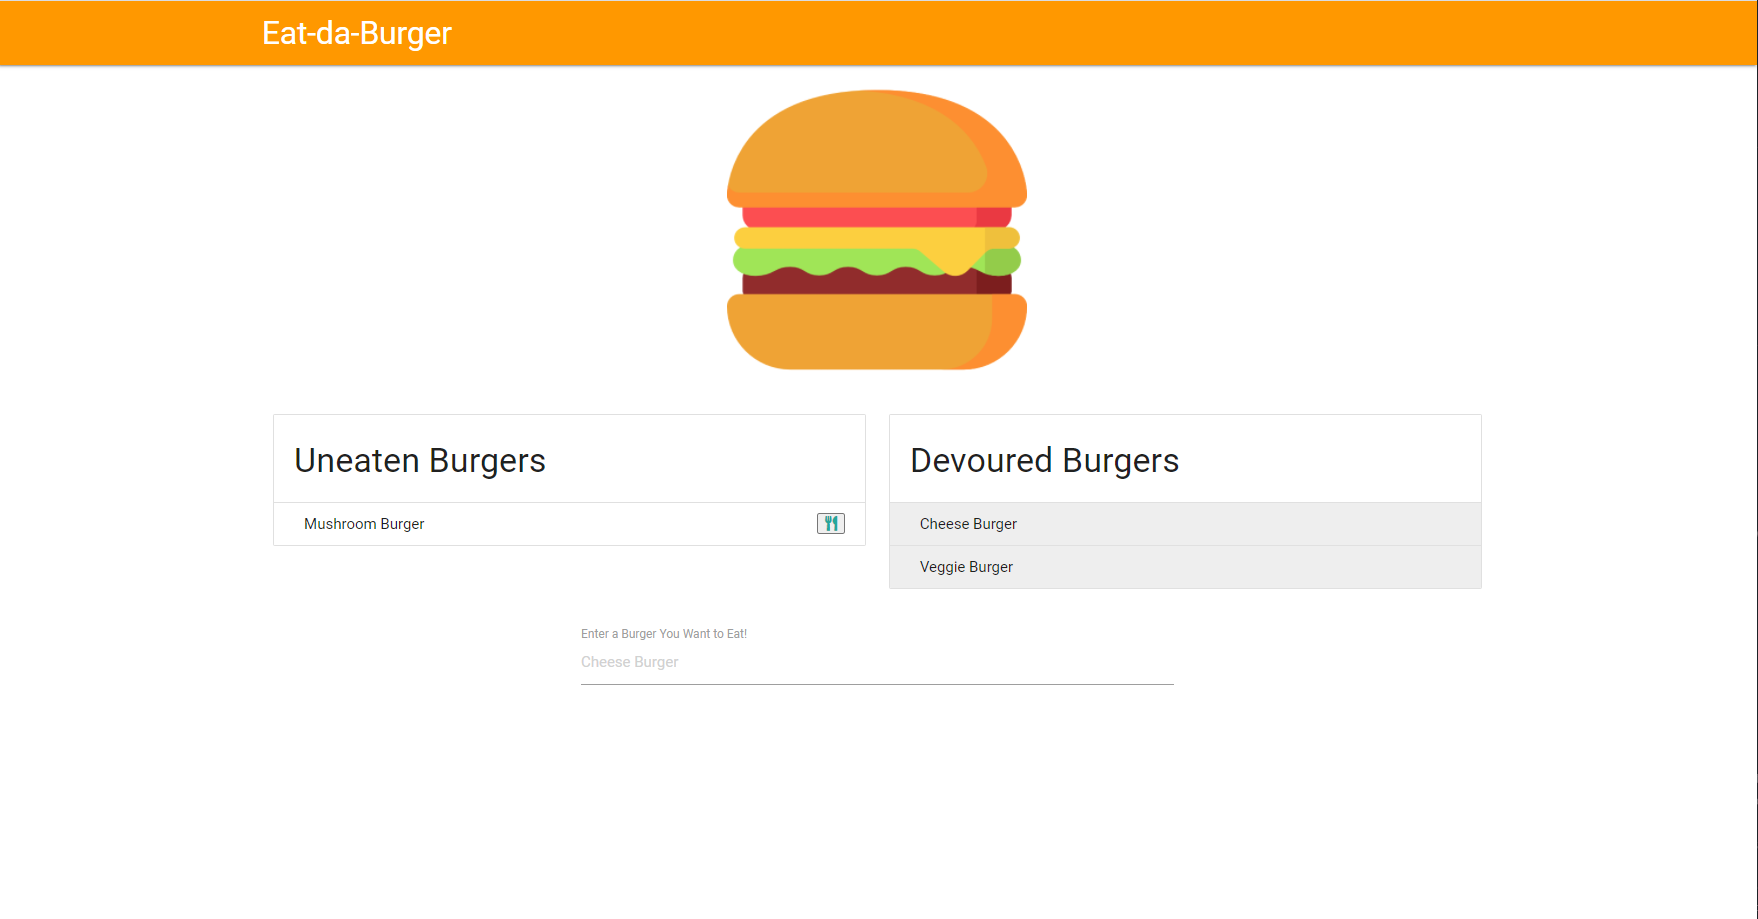 Eat-da-Burger
Uneaten Burgers
Mushroom Burger
Devoured Burgers
Cheese Burger
Veggie Burger
Enter a Burger You Want to Eat!
Cheese Burger